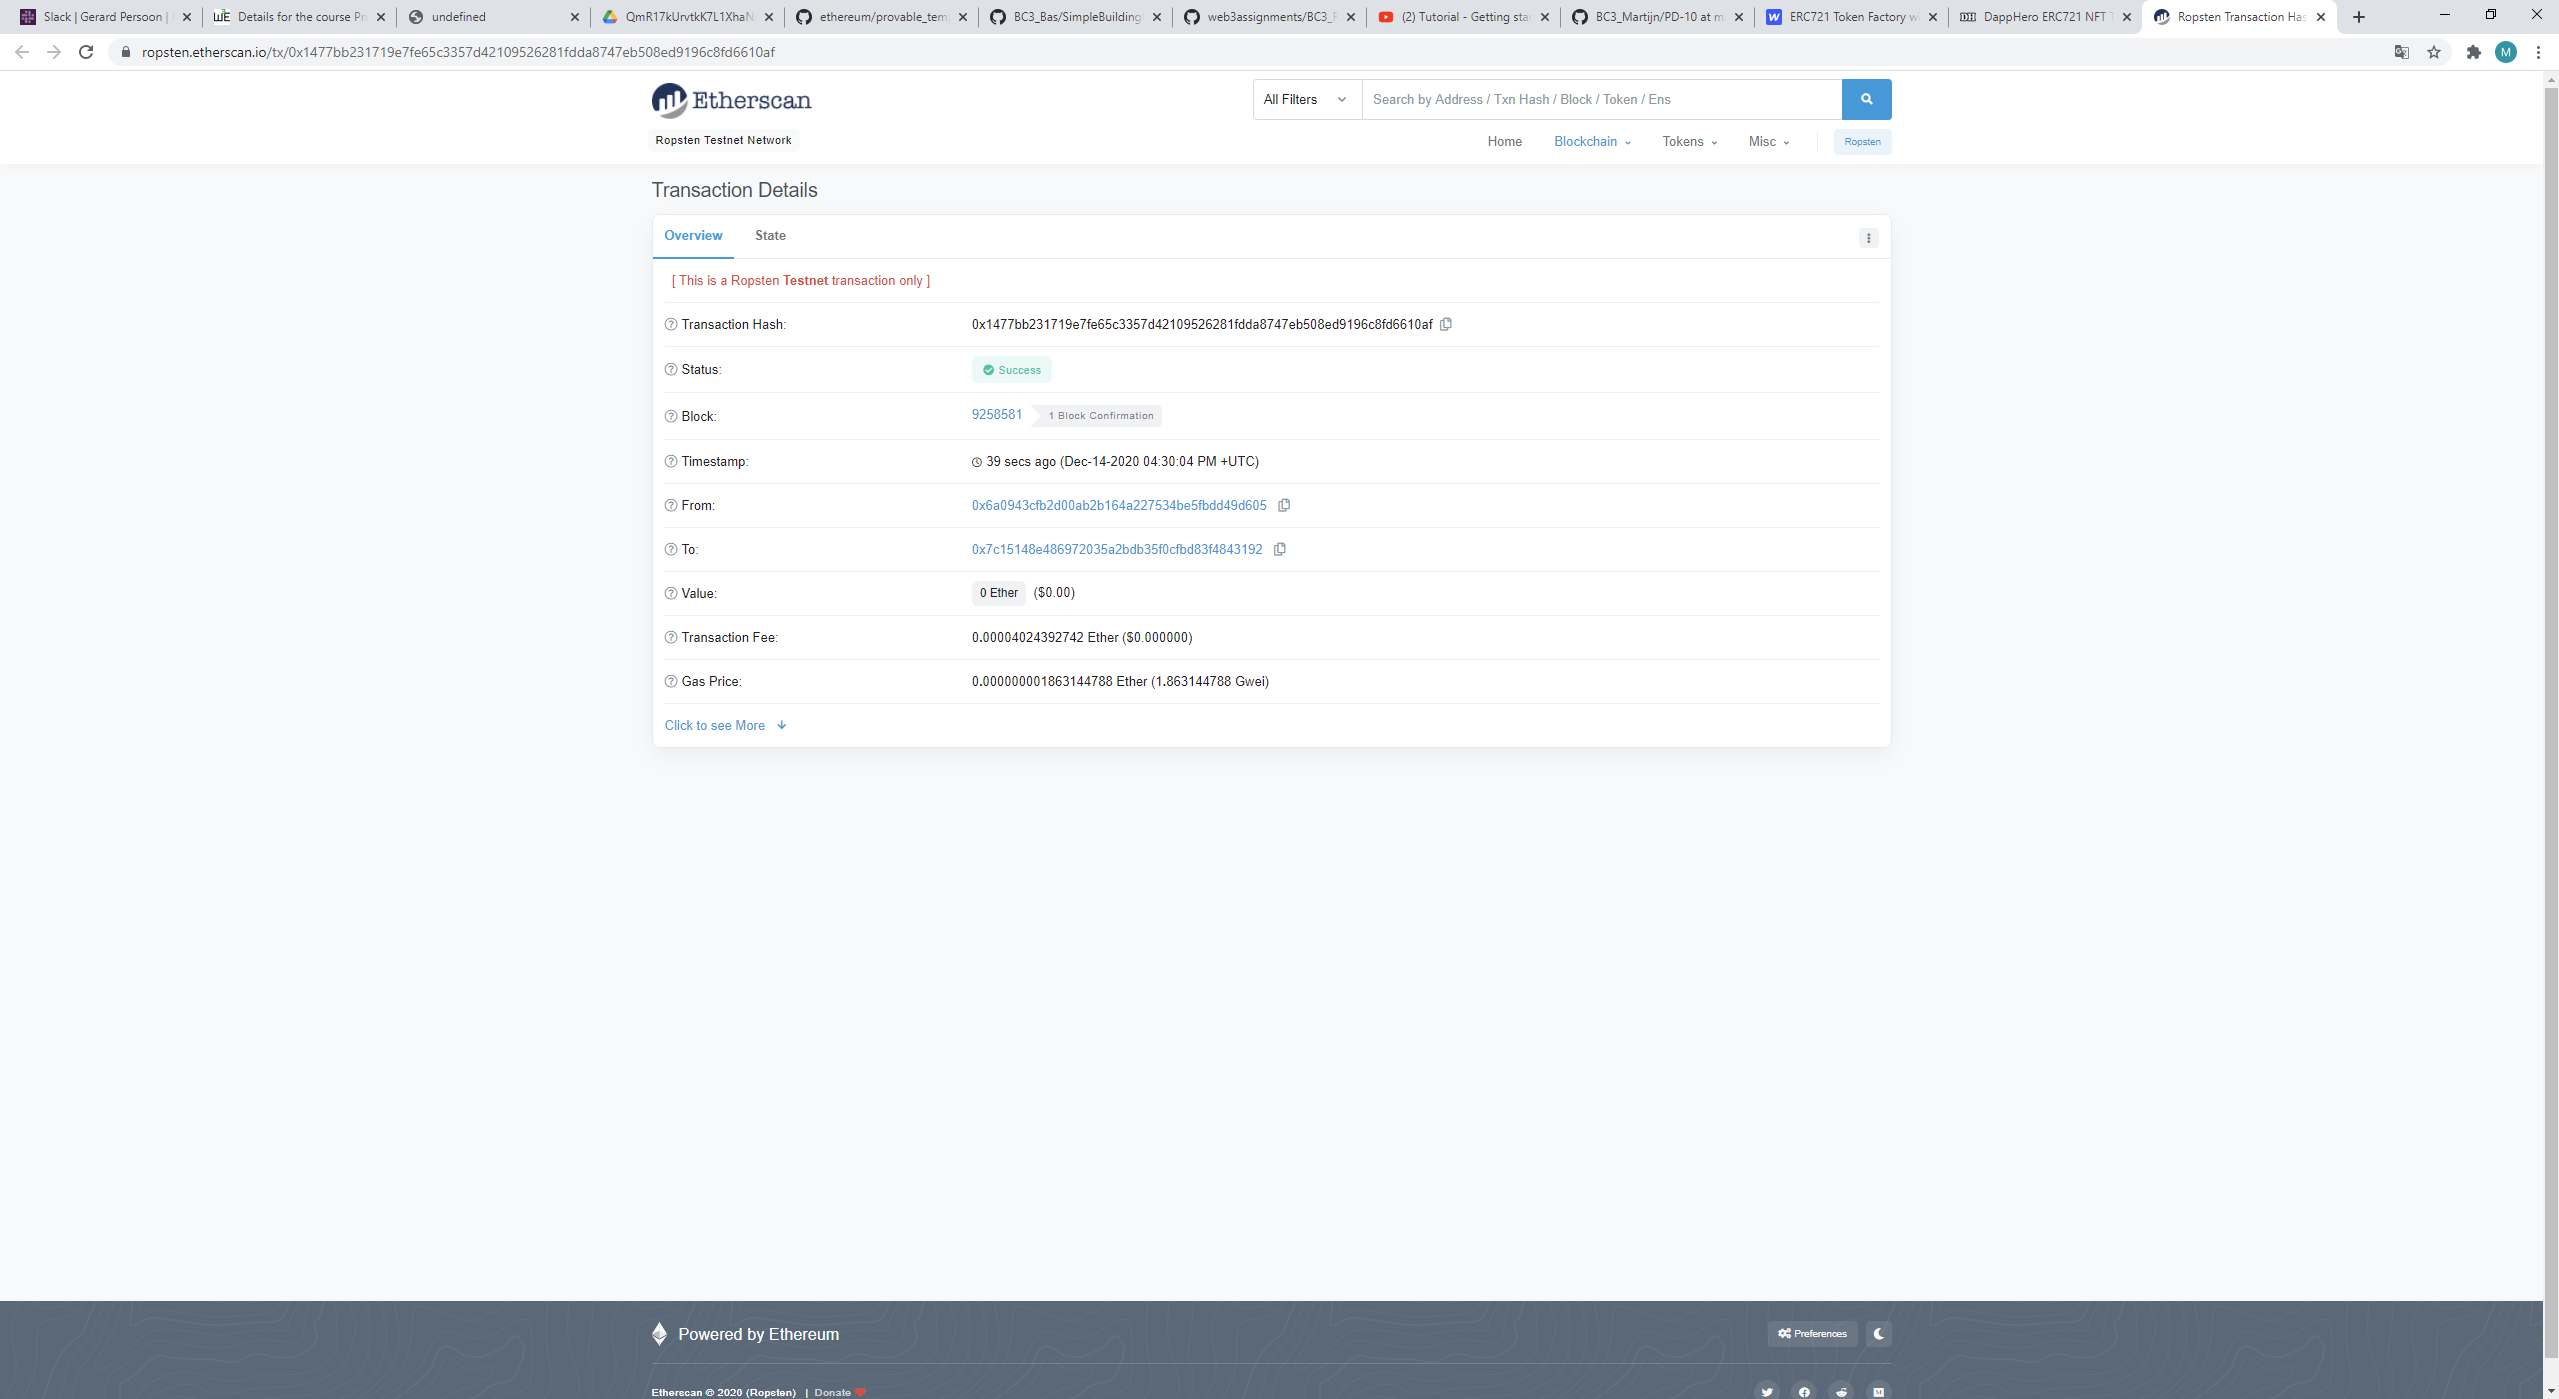 Slack | Gerard Persoon |
Details for the course Pr
undefined
QmR17kUrvtkK7L1XhaN
ethereum/provable_tem
BC3_Bas/SimpleBuilding
web3assignments/BC3_R
(2) Tutorial - Getting star
BC3_Martijn/PD-10 at m
ERC721 Token Factory w
DappHero ERC721 NFT T
Ropsten Transaction Has
ropsten.etherscan.io/tx/0x1477bb231719e7fe65c3357d42109526281fdda8747eb508ed9196c8fd6610af
M
Etherscan
All Filters
Search by Address / Txn Hash / Block / Token / Ens
Ropsten Testnet Network
Home Blockchain Tokens Misc Ropsten
Transaction Details
Overview State
[ This is a Ropsten Testnet transaction only ]
Transaction Hash: 0x1477bb231719e7fe65c3357d42109526281fdda8747eb508ed9196c8fd6610af
Status: Success
Block: 9258581 1 Block Confirmation
Timestamp: 39 secs ago (Dec-14-2020 04:30:04 PM +UTC)
From: 0x6a0943cfb2d00ab2b164a227534be5fbdd49d605
To: 0x7c15148e486972035a2bdb35f0cfbd83f4843192
Value: 0 Ether ($0.00)
Transaction Fee: 0.00004024392742 Ether ($0.000000)
Gas Price: 0.000000001863144788 Ether (1.863144788 Gwei)
Click to see More
Powered by Ethereum
Preferences
Etherscan © 2020 (Ropsten) | Donate